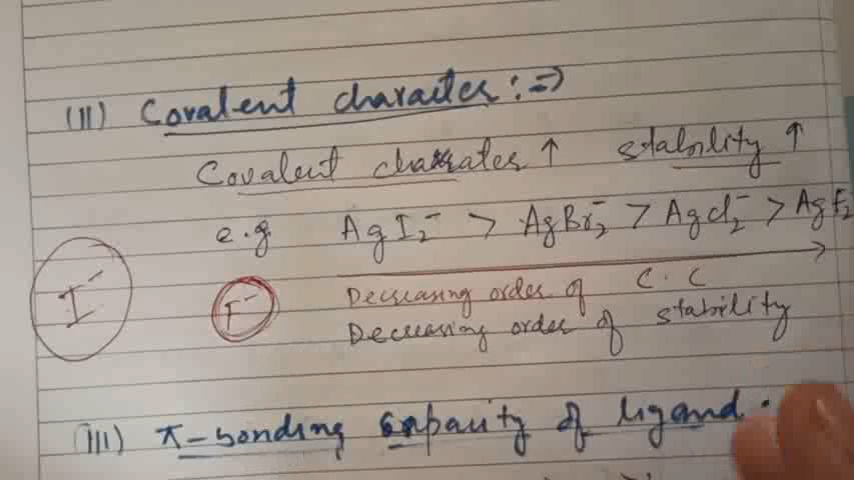 (II) Covalent character :⇒
Covalent character ↑ stability ↑
e.g. AgI₂⁻ > AgBr₂⁻ > AgCl₂⁻ > AgF₂
I⁻ F⁻ Decreasing order of C.C
Decreasing order of stability
(III) π-bonding capacity of ligand :